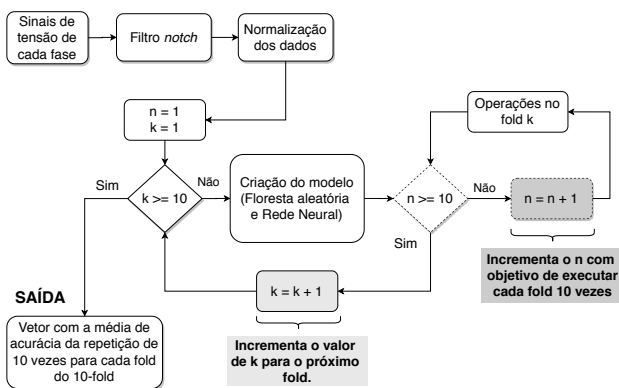 Sinais de
tensão de
cada fase
Filtro notch
Normalização
dos dados
n = 1
k = 1
Operações no
fold k
Sim
k >= 10
Não
Criação do modelo
(Floresta aleatória
e Rede Neural)
n >= 10
Não
n = n + 1
Sim
Incrementa o n com
objetivo de executar
cada fold 10 vezes
k = k + 1
SAÍDA
Vetor com a média de
acurácia da repetição de
10 vezes para cada fold
do 10-fold
Incrementa o valor
de k para o próximo
fold.